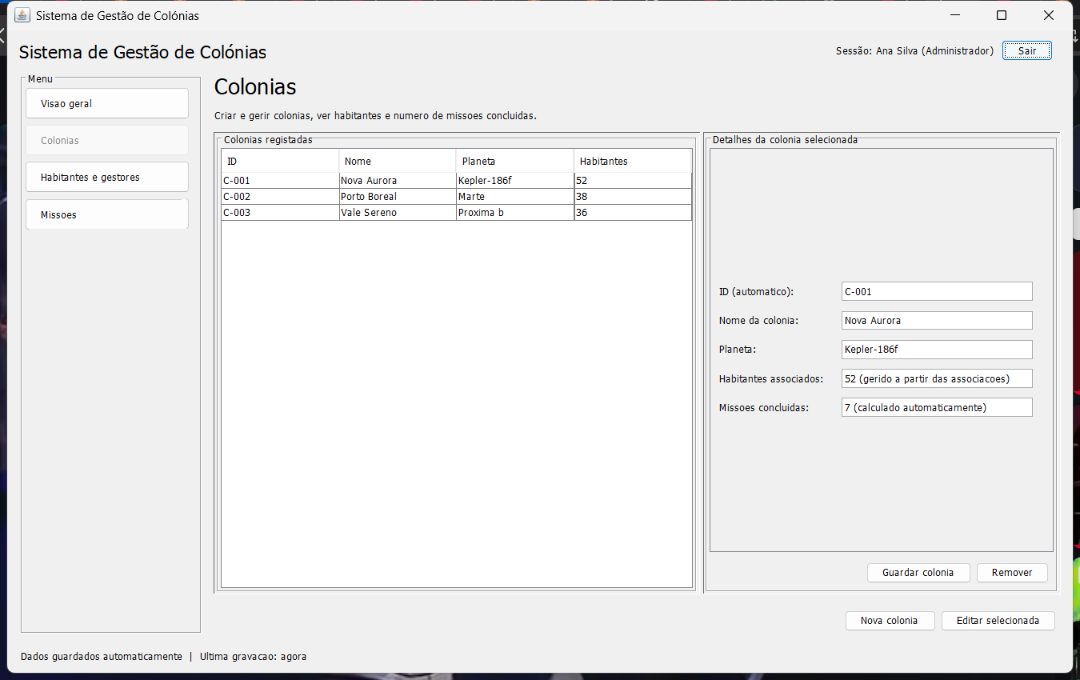 Sistema de Gestão de Colónias
Sistema de Gestão de Colónias
Sessão: Ana Silva (Administrador) Sair
Menu
Visao geral
Colonias
Habitantes e gestores
Missoes
Colonias
Criar e gerir colonias, ver habitantes e numero de missoes concluidas.
Colonias registadas
ID Nome Planeta Habitantes
C-001 Nova Aurora Kepler-186f 52
C-002 Porto Boreal Marte 38
C-003 Vale Sereno Proxima b 36
Detalhes da colonia selecionada
ID (automatico): C-001
Nome da colonia: Nova Aurora
Planeta: Kepler-186f
Habitantes associados: 52 (gerido a partir das associacoes)
Missoes concluidas: 7 (calculado automaticamente)
Guardar colonia Remover
Nova colonia Editar selecionada
Dados guardados automaticamente | Ultima gravacao: agora